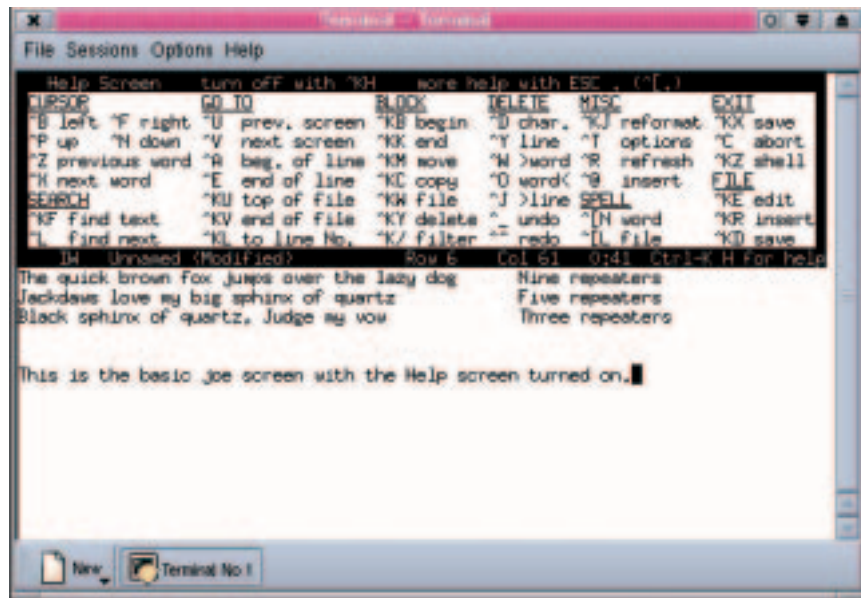 Terminal - Terminal
File Sessions Options Help
Help Screen turn off with ^KH more help with ESC . (^[.)
CURSOR GO TO BLOCK DELETE MISC EXIT
^B left ^F right ^U prev. screen ^KB begin ^D char. ^KJ reformat ^KX save
^P up ^N down ^V next screen ^KK end ^Y line ^T options ^C abort
^Z previous word ^A beg. of line ^KM move ^W >word ^R refresh ^KZ shell
^X next word ^E end of line ^KC copy ^O word< ^@ insert FILE
SEARCH ^KU top of file ^KW file ^J >line SPELL ^KE edit
^KF find text ^KV end of file ^KY delete ^_ undo ^[N word ^KR insert
^L find next ^KL to line No. ^K/ filter ^^ redo ^[L file ^KD save
IW Unnamed (Modified) Row 6 Col 61 0:41 Ctrl-K H for help
The quick brown fox jumps over the lazy dog Nine repeaters
Jackdaws love my big sphinx of quartz Five repeaters
Black sphinx of quartz, Judge my vow Three repeaters
This is the basic joe screen with the Help screen turned on.
New Terminal No 1